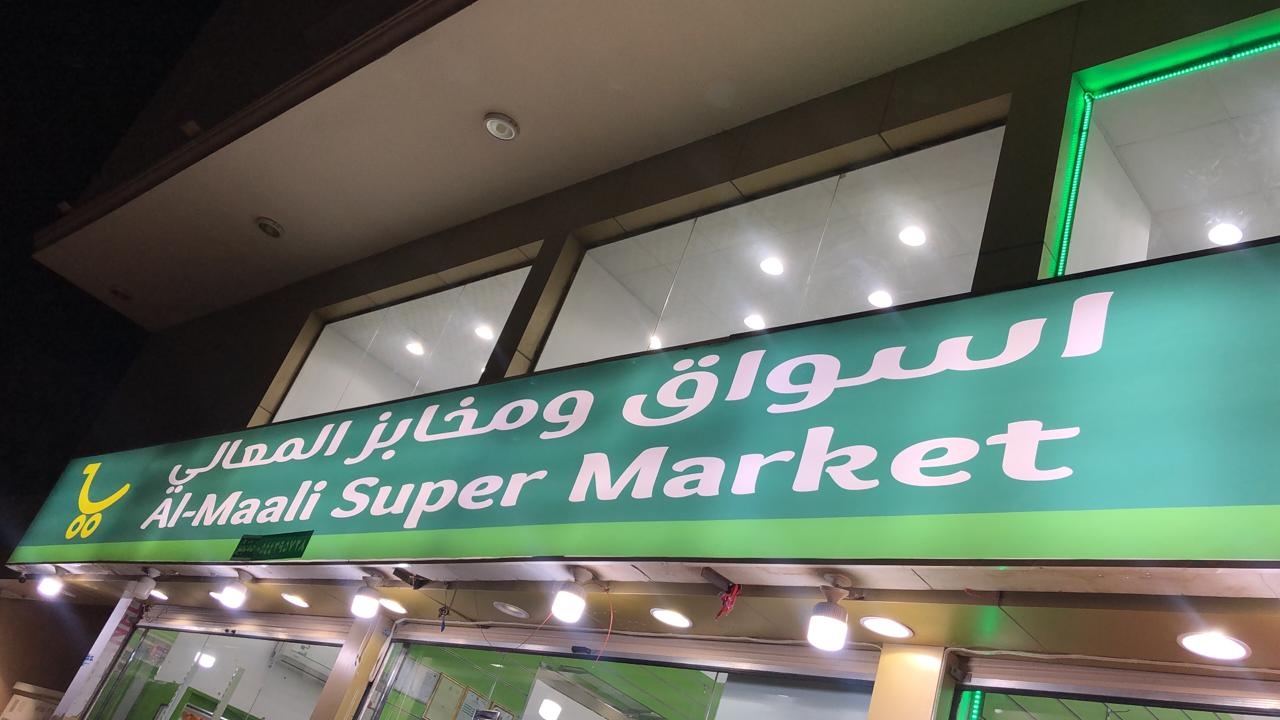 اسواق ومخابز المعالي
Al-Maali Super Market